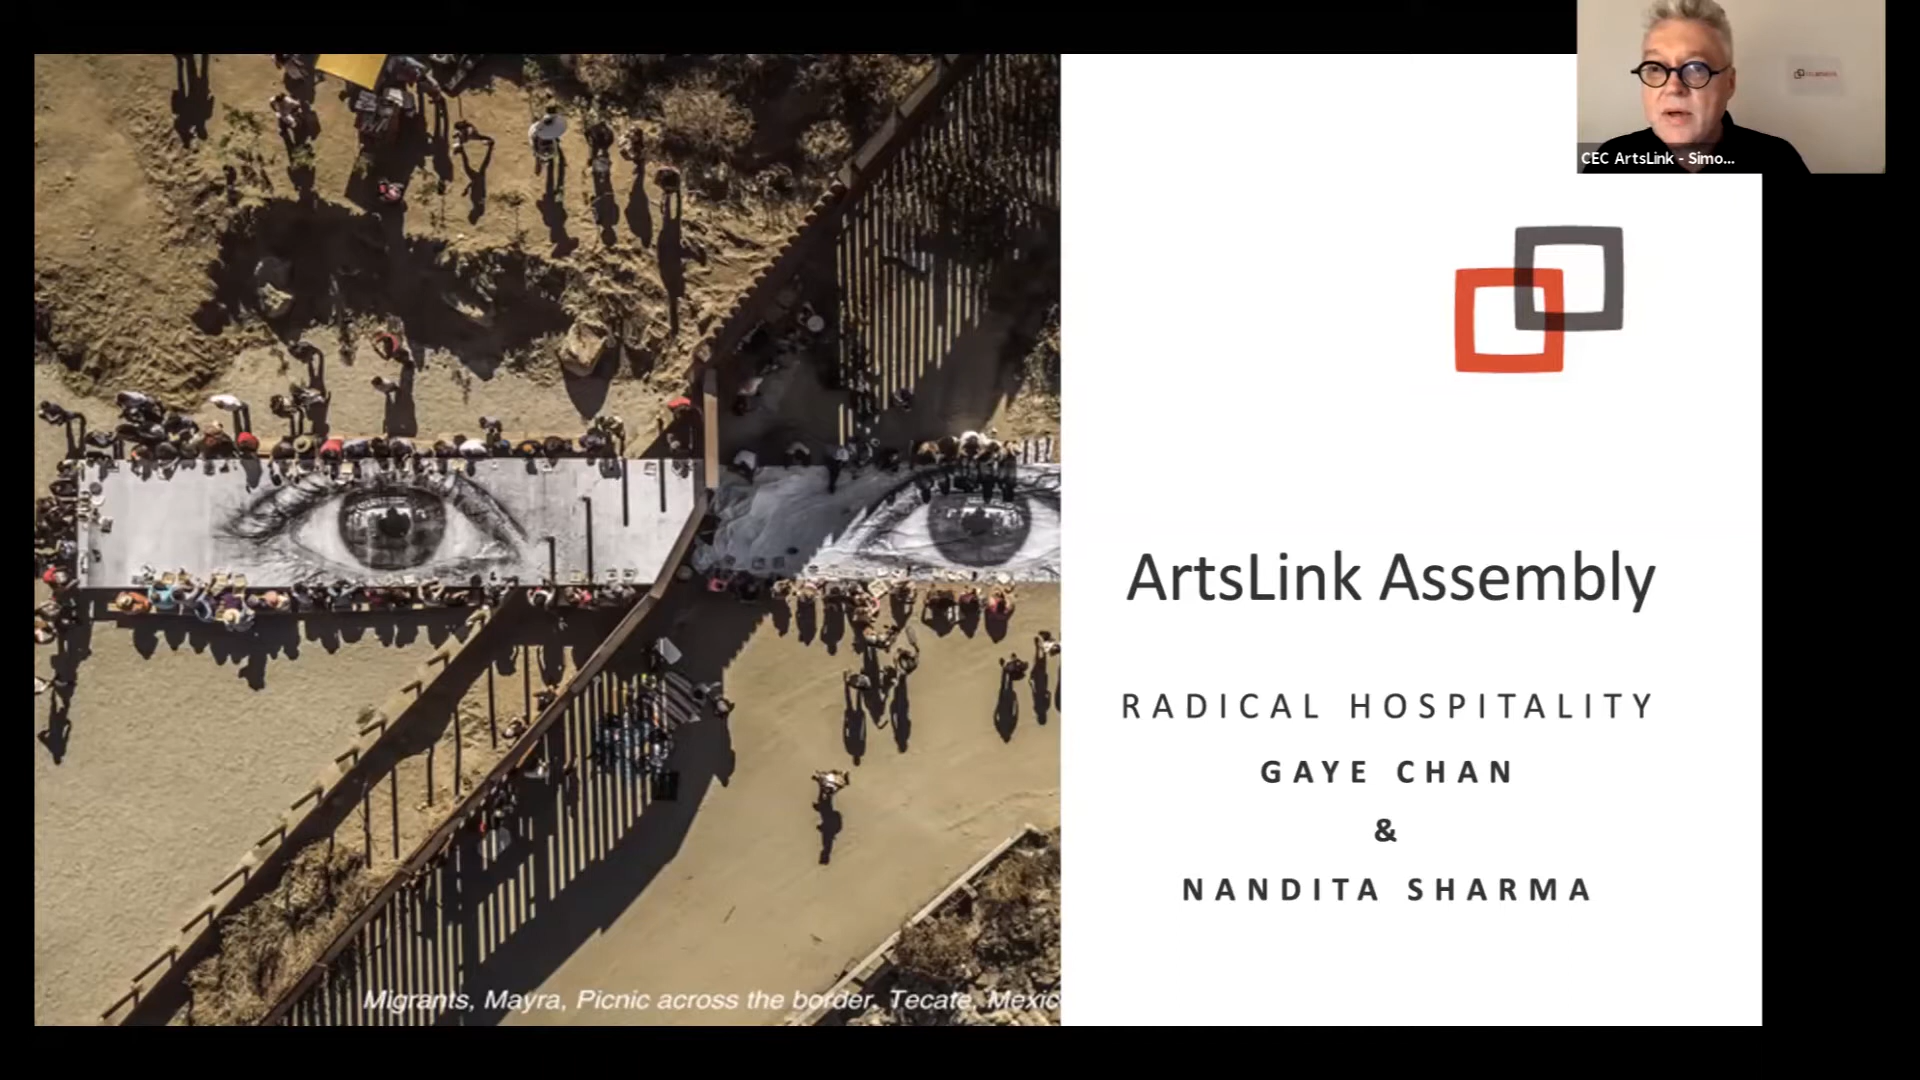 CEC ArtsLink - Simo...
ArtsLink Assembly
RADICAL HOSPITALITY
GAYE CHAN
&
NANDITA SHARMA
Migrants, Mayra, Picnic across the border, Tecate, Mexic